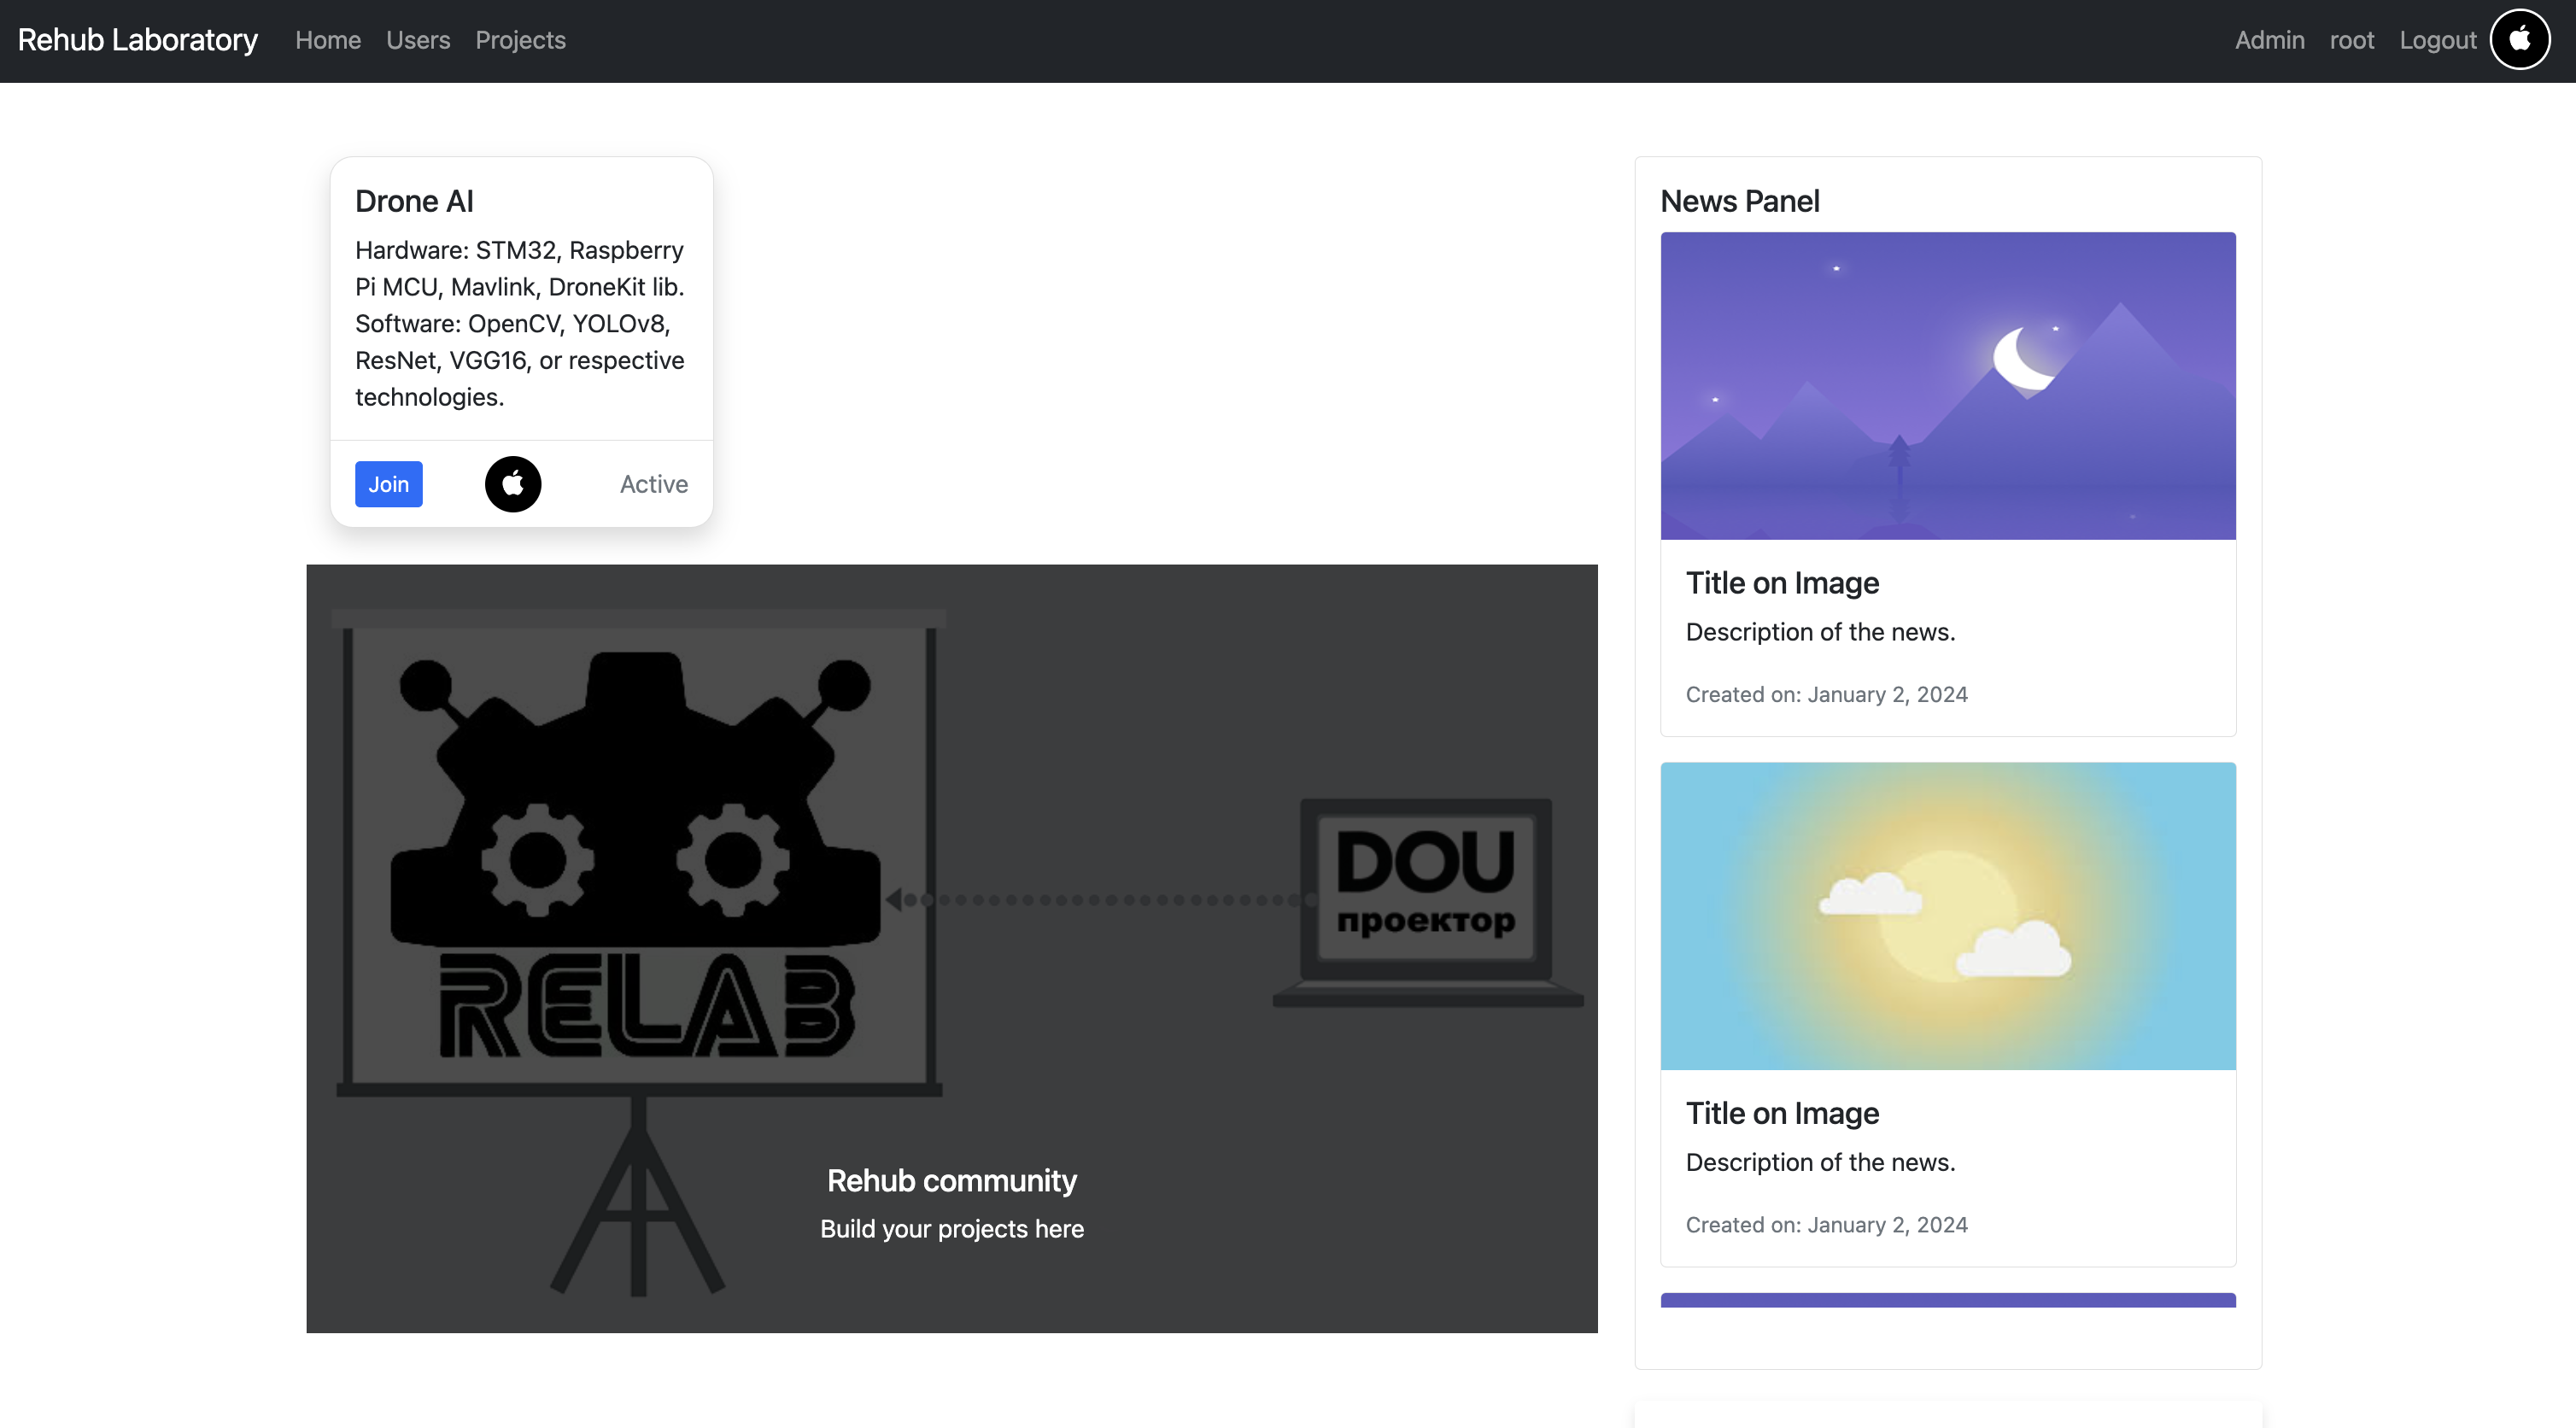 Rehub Laboratory Home Users Projects Admin root Logout
Drone AI
Hardware: STM32, Raspberry
Pi MCU, Mavlink, DroneKit lib.
Software: OpenCV, YOLOv8,
ResNet, VGG16, or respective
technologies.
Join Active
RELAB
DOU
проектор
Rehub community
Build your projects here
News Panel
Title on Image
Description of the news.
Created on: January 2, 2024
Title on Image
Description of the news.
Created on: January 2, 2024